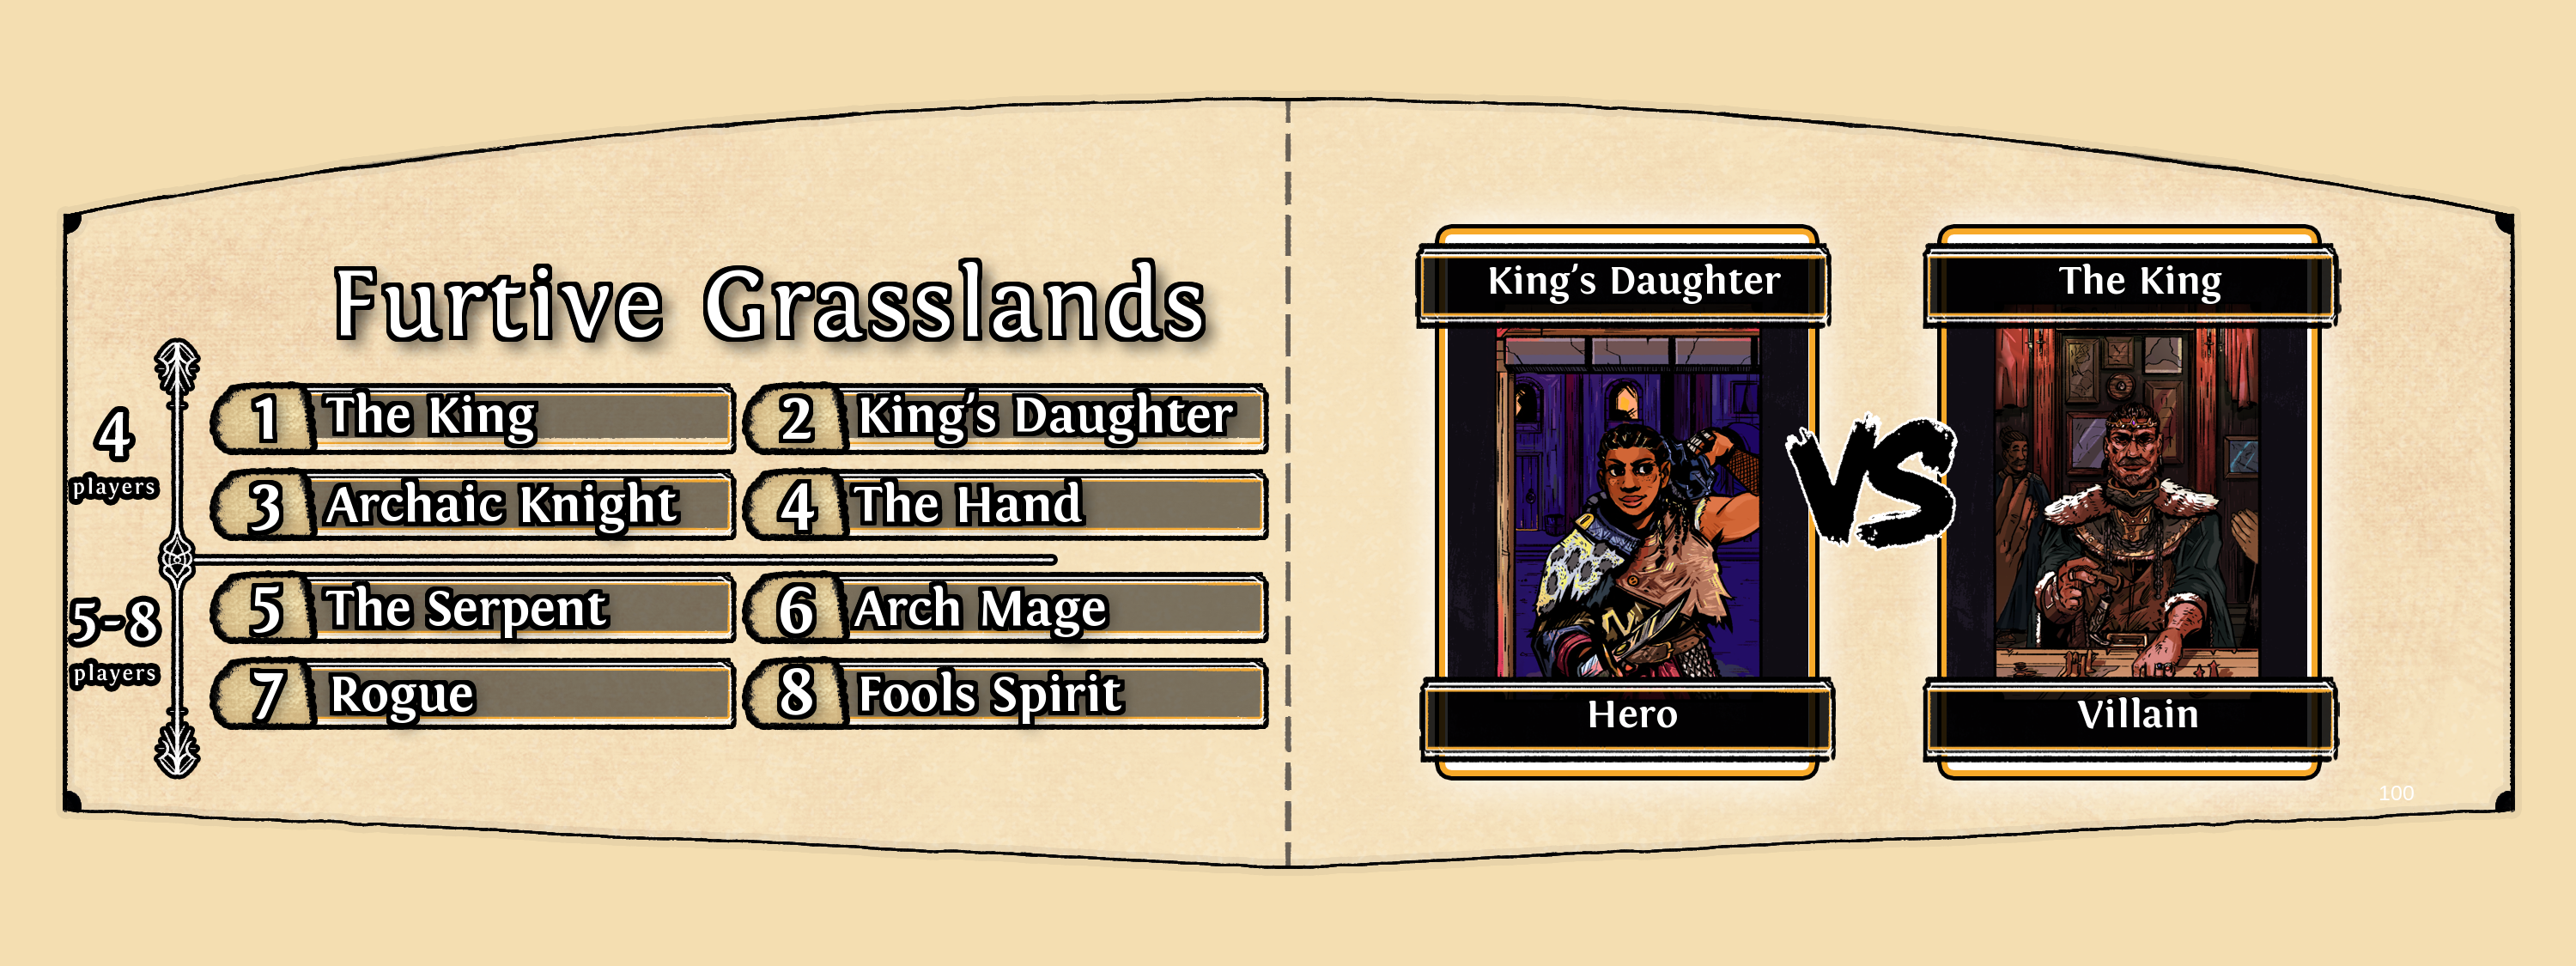 Furtive Grasslands
4
players
1 The King
2 King's Daughter
3 Archaic Knight
4 The Hand
5-8
players
5 The Serpent
6 Arch Mage
7 Rogue
8 Fools Spirit
King's Daughter
Hero
VS
The King
Villain
100